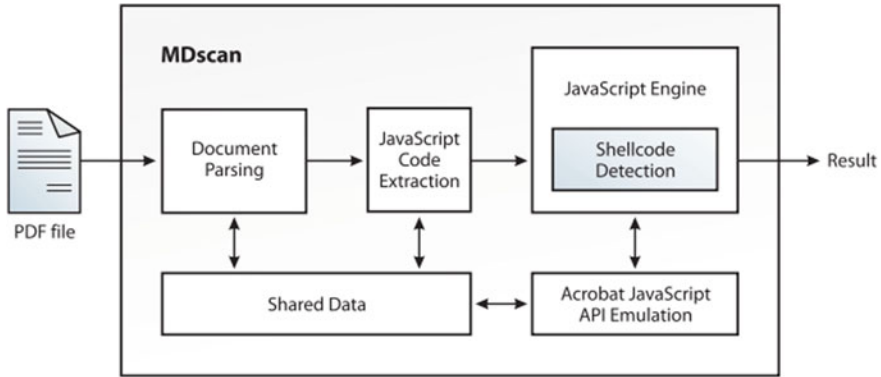 MDscan
PDF file
Document
Parsing
JavaScript
Code
Extraction
JavaScript Engine
Shellcode
Detection
Result
Shared Data
Acrobat JavaScript
API Emulation